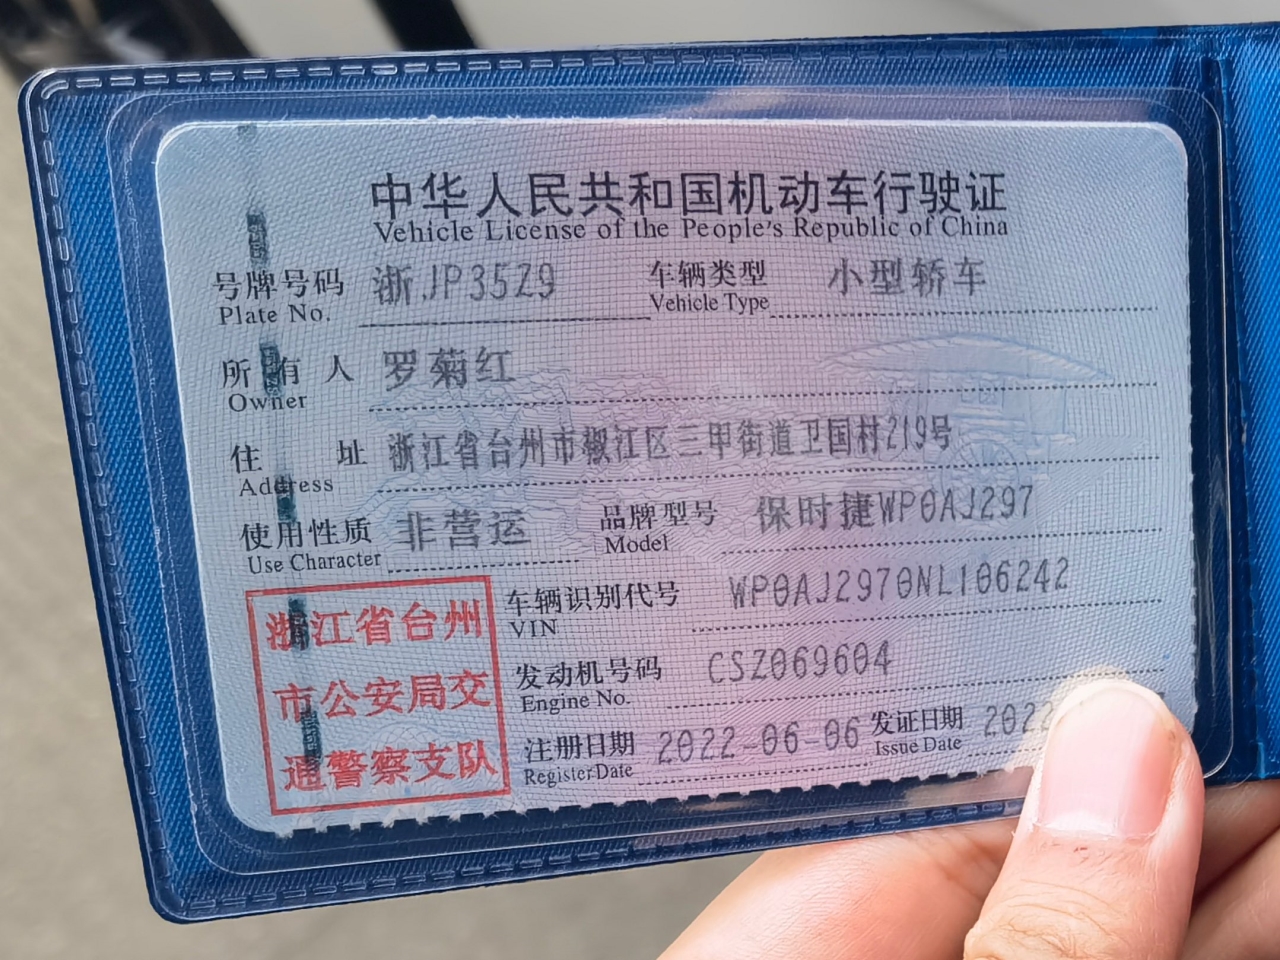 中华人民共和国机动车行驶证
Vehicle License of the People's Republic of China
号牌号码 浙JP35Z9 车辆类型 小型轿车
Plate No. Vehicle Type
所有人 罗菊红
Owner
住址 浙江省台州市椒江区三甲街道卫国村219号
Address
使用性质 非营运 品牌型号 保时捷WP0AJ297
Use Character Model
浙江省台州
市公安局交
通警察支队
车辆识别代号 WP0AJ2970NL106242
VIN
发动机号码 CSZ069604
Engine No.
注册日期 2022-06-06 发证日期 2022
Register Date Issue Date